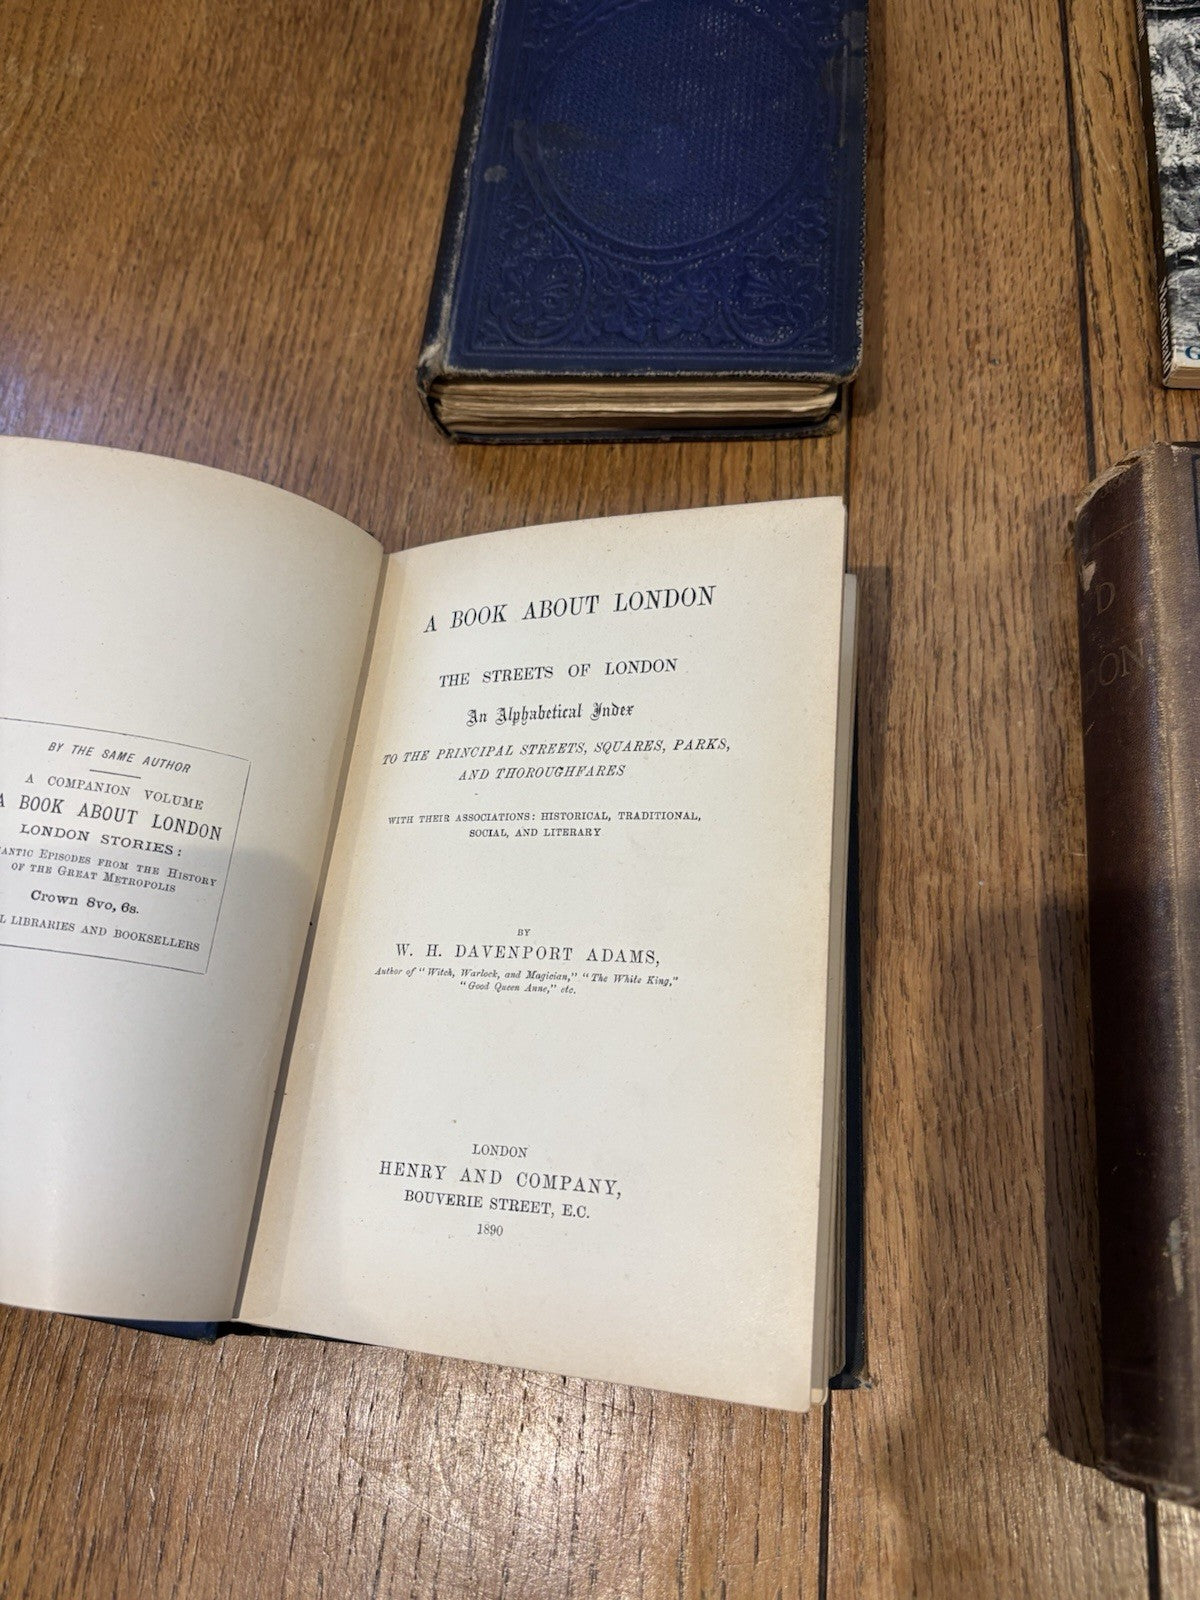 BY THE SAME AUTHOR
A COMPANION VOLUME
A BOOK ABOUT LONDON
LONDON STORIES:
EPISODES FROM THE HISTORY
OF THE GREAT METROPOLIS
Crown 8vo, 6s.
LIBRARIES AND BOOKSELLERS
A BOOK ABOUT LONDON
THE STREETS OF LONDON
An Alphabetical Index
TO THE PRINCIPAL STREETS, SQUARES, PARKS,
AND THOROUGHFARES
WITH THEIR ASSOCIATIONS: HISTORICAL, TRADITIONAL,
SOCIAL, AND LITERARY
BY
W. H. DAVENPORT ADAMS,
Author of "Witch, Warlock, and Magician," "The White King,"
"Good Queen Anne," etc.
LONDON
HENRY AND COMPANY,
BOUVERIE STREET, E.C.
1890